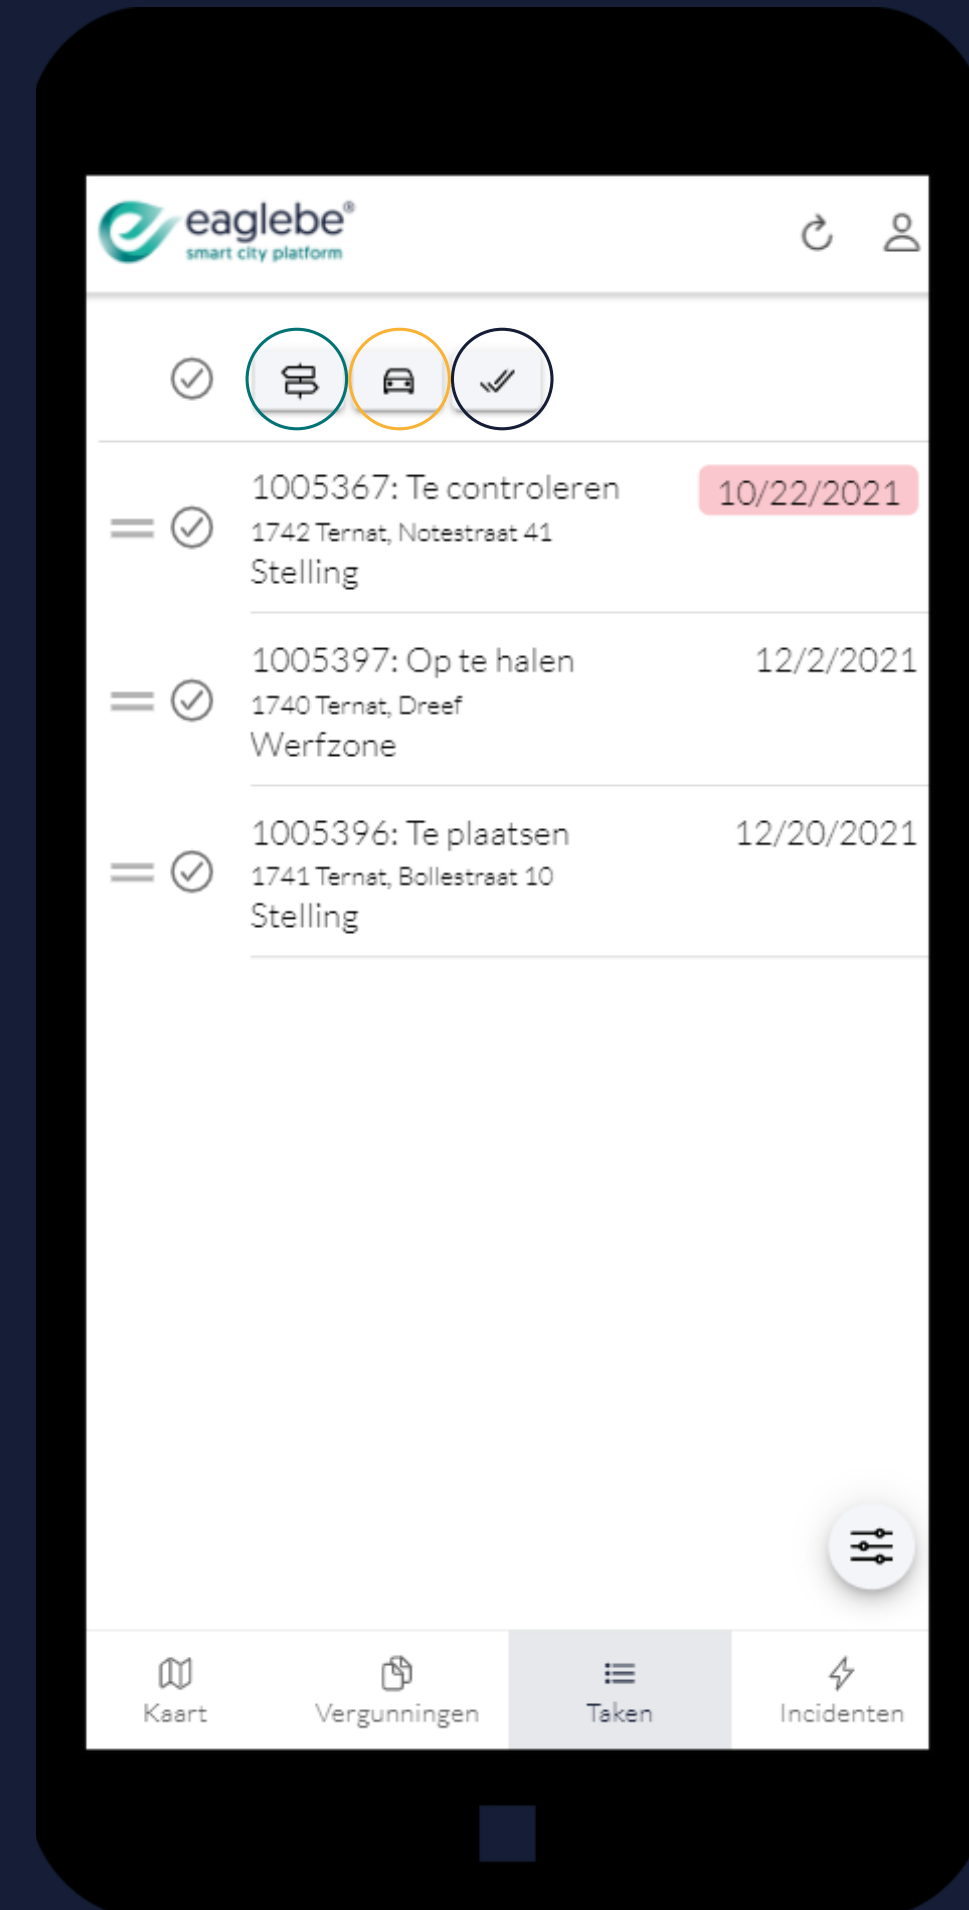 eaglebe®
smart city platform
1005367: Te controleren
10/22/2021
1742 Ternat, Notestraat 41
Stelling
1005397: Op te halen
12/2/2021
1740 Ternat, Dreef
Werfzone
1005396: Te plaatsen
12/20/2021
1741 Ternat, Bollestraat 10
Stelling
Kaart
Vergunningen
Taken
Incidenten